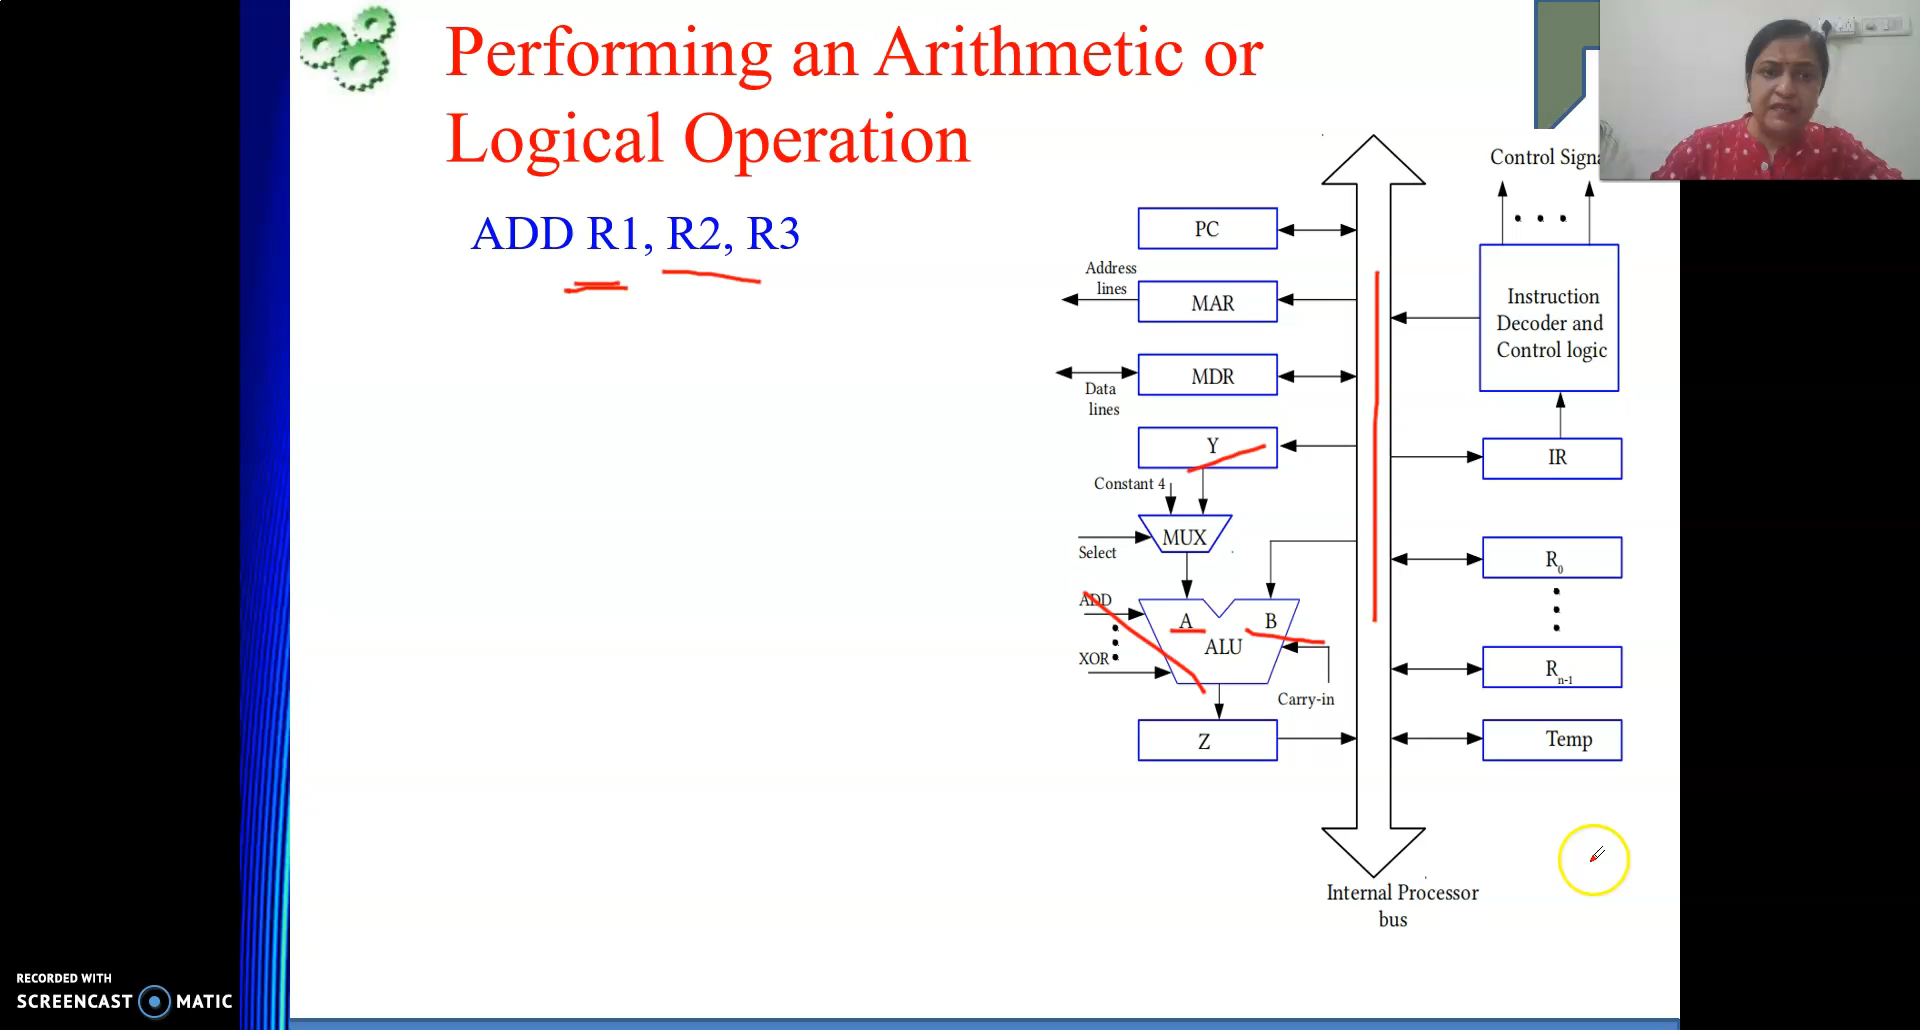 Performing an Arithmetic or
Logical Operation
ADD R1, R2, R3
Control Signa
PC
Address
lines
MAR
Instruction
Decoder and
Control logic
MDR
Data
lines
Y
IR
Constant 4
MUX
Select
R0
ADD
A
B
ALU
XOR
Rn-1
Carry-in
Z
Temp
Internal Processor
bus
RECORDED WITH
SCREENCAST MATIC